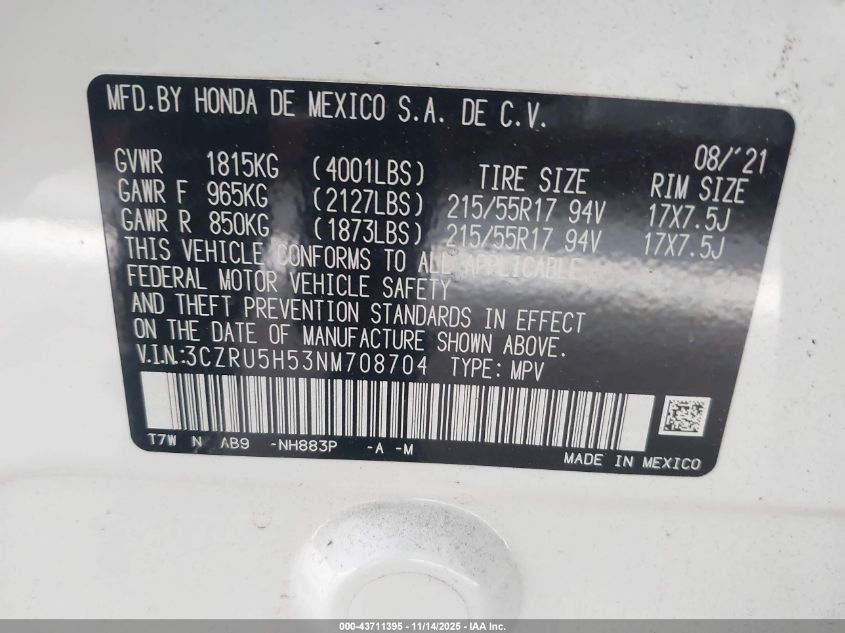 MFD.BY HONDA DE MEXICO S.A. DE C.V.
08/'21
GVWR 1815KG (4001LBS) TIRE SIZE RIM SIZE
GAWR F 965KG (2127LBS) 215/55R17 94V 17X7.5J
GAWR R 850KG (1873LBS) 215/55R17 94V 17X7.5J
THIS VEHICLE CONFORMS TO ALL APPLICABLE
FEDERAL MOTOR VEHICLE SAFETY
AND THEFT PREVENTION STANDARDS IN EFFECT
ON THE DATE OF MANUFACTURE SHOWN ABOVE.
V.I.N.:3CZRU5H53NM708704 TYPE: MPV
T7W N AB9 -NH883P -A -M
MADE IN MEXICO
000-43711395 - 11/14/2025 - IAAI.COM